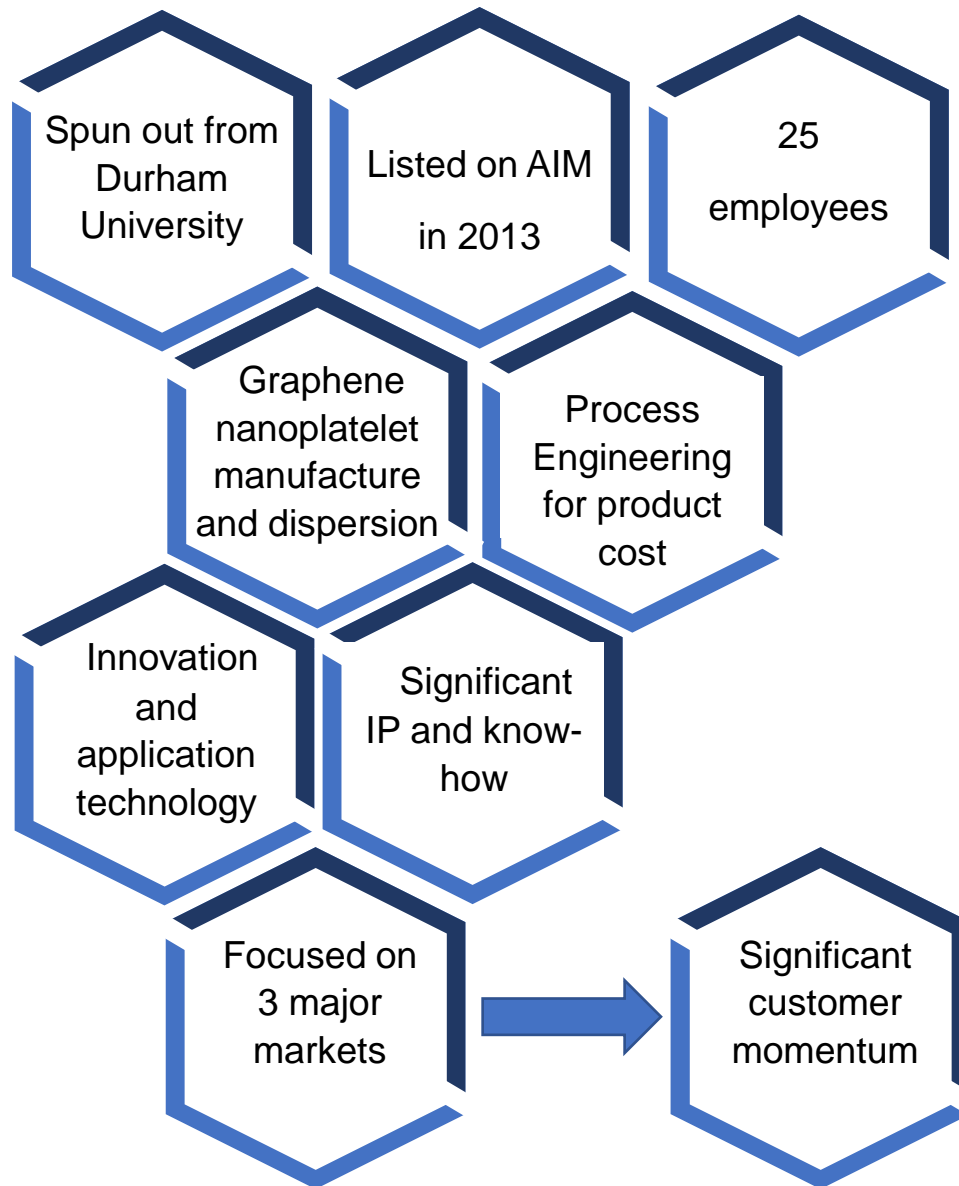 Spun out from
Durham
University
Listed on AIM
in 2013
25
employees
Graphene
nanoplatelet
manufacture
and dispersion
Process
Engineering
for product
cost
Innovation
and
application
technology
Significant
IP and know-
how
Focused on
3 major
markets
Significant
customer
momentum